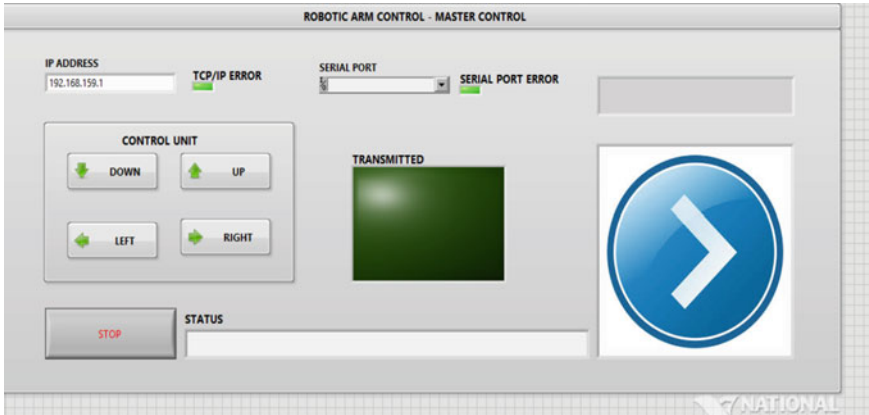 ROBOTIC ARM CONTROL - MASTER CONTROL
IP ADDRESS
192.168.159.1
TCP/IP ERROR
SERIAL PORT
SERIAL PORT ERROR
CONTROL UNIT
DOWN
UP
LEFT
RIGHT
TRANSMITTED
STOP
STATUS
NATIONAL